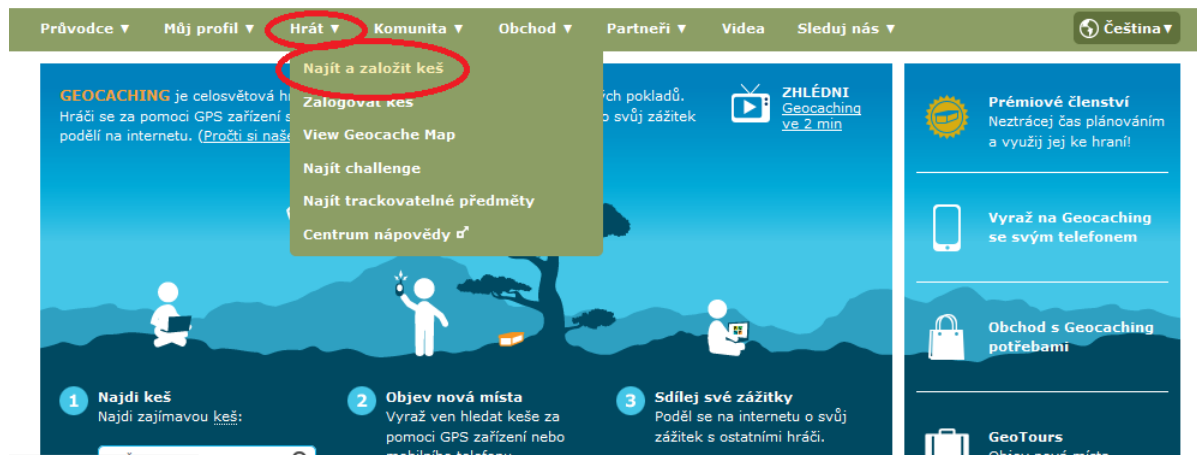 Průvodce ▼ Můj profil ▼ Hrát ▼ Komunita ▼ Obchod ▼ Partneři ▼ Videa Sleduj nás ▼ Čeština ▼
Najít a založit keš
Zalogovat keš
View Geocache Map
Najít challenge
Najít trackovatelné předměty
Centrum nápovědy
GEOCACHING je celosvětová
Hráči se za pomoci GPS zařízení
podělí na internetu. (Pročti si
pokladů.
svůj zážitek
ZHLÉDNI
Geocaching
ve 2 min
Prémiové členství
Neztrácej čas plánováním
a využij jej ke hraní!
Vyraž na Geocaching
se svým telefonem
Obchod s Geocaching
potřebami
GeoTours
1 Najdi keš
Najdi zajímavou keš:
2 Objev nová místa
Vyraž ven hledat keše za
pomoci GPS zařízení nebo
3 Sdílej své zážitky
Poděl se na internetu o svůj
zážitek s ostatními hráči.